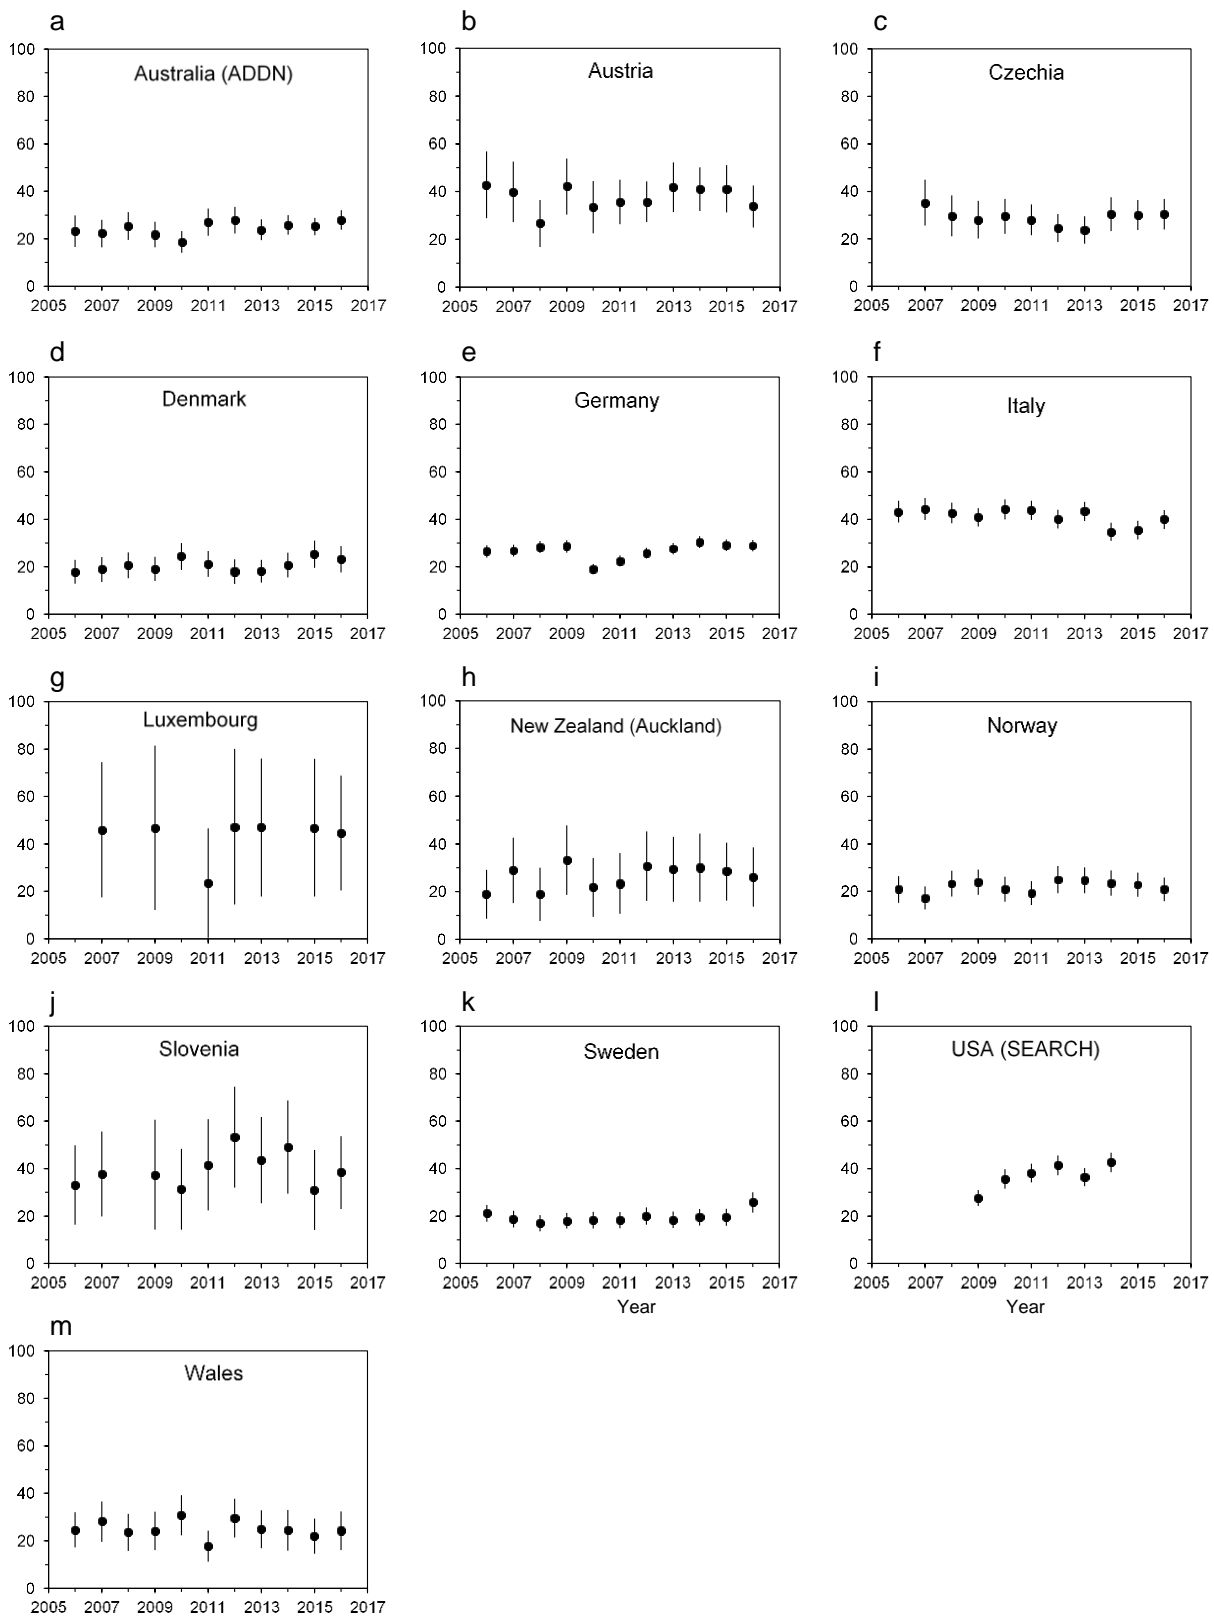 a
b
c
100
80
60
40
20
0
Australia (ADDN)
2005 2007 2009 2011 2013 2015 2017
100
80
60
40
20
0
Austria
2005 2007 2009 2011 2013 2015 2017
100
80
60
40
20
0
Czechia
2005 2007 2009 2011 2013 2015 2017
d
e
f
100
80
60
40
20
0
Denmark
2005 2007 2009 2011 2013 2015 2017
100
80
60
40
20
0
Germany
2005 2007 2009 2011 2013 2015 2017
100
80
60
40
20
0
Italy
2005 2007 2009 2011 2013 2015 2017
g
h
i
100
80
60
40
20
0
Luxembourg
2005 2007 2009 2011 2013 2015 2017
100
80
60
40
20
0
New Zealand (Auckland)
2005 2007 2009 2011 2013 2015 2017
100
80
60
40
20
0
Norway
2005 2007 2009 2011 2013 2015 2017
j
k
l
100
80
60
40
20
0
Slovenia
2005 2007 2009 2011 2013 2015 2017
100
80
60
40
20
0
Sweden
2005 2007 2009 2011 2013 2015 2017
Year
100
80
60
40
20
0
USA (SEARCH)
2005 2007 2009 2011 2013 2015 2017
Year
m
100
80
60
40
20
0
Wales
2005 2007 2009 2011 2013 2015 2017